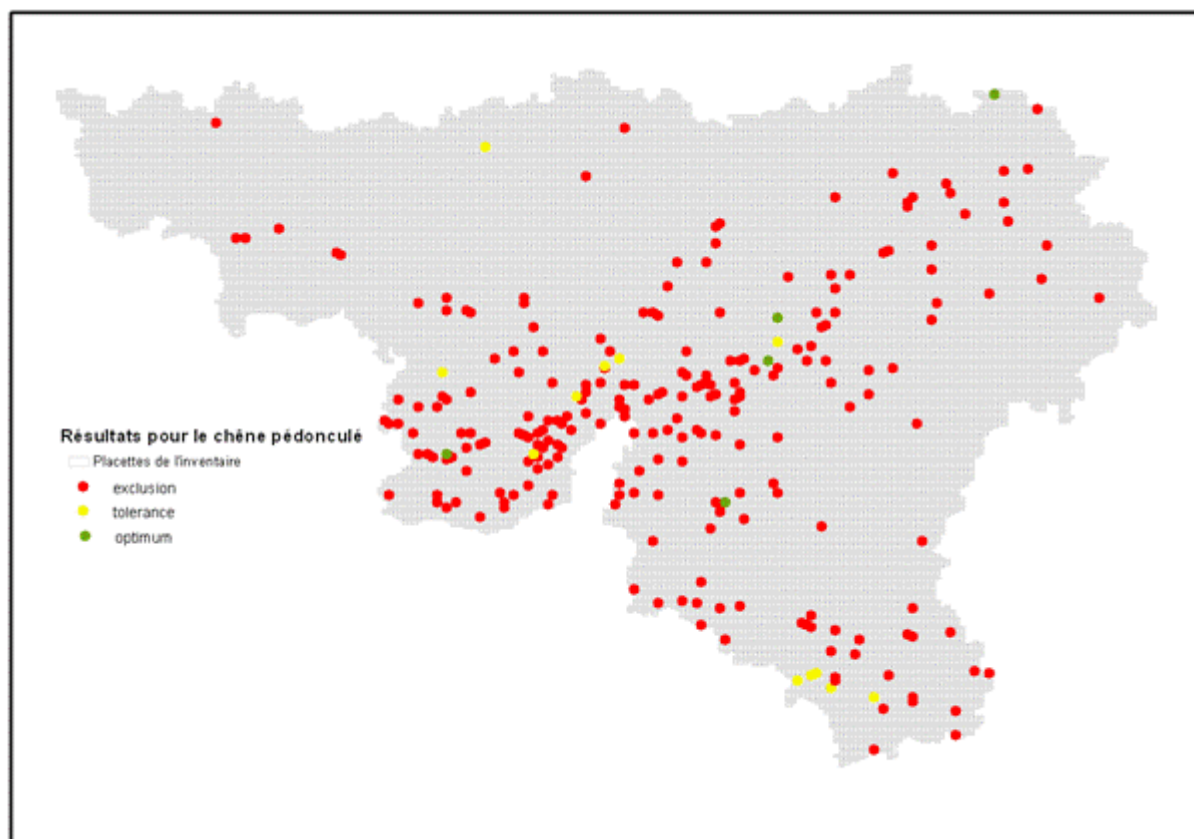 Résultats pour le chêne pédonculé
Placettes de l'inventaire
exclusion
tolerance
optimum